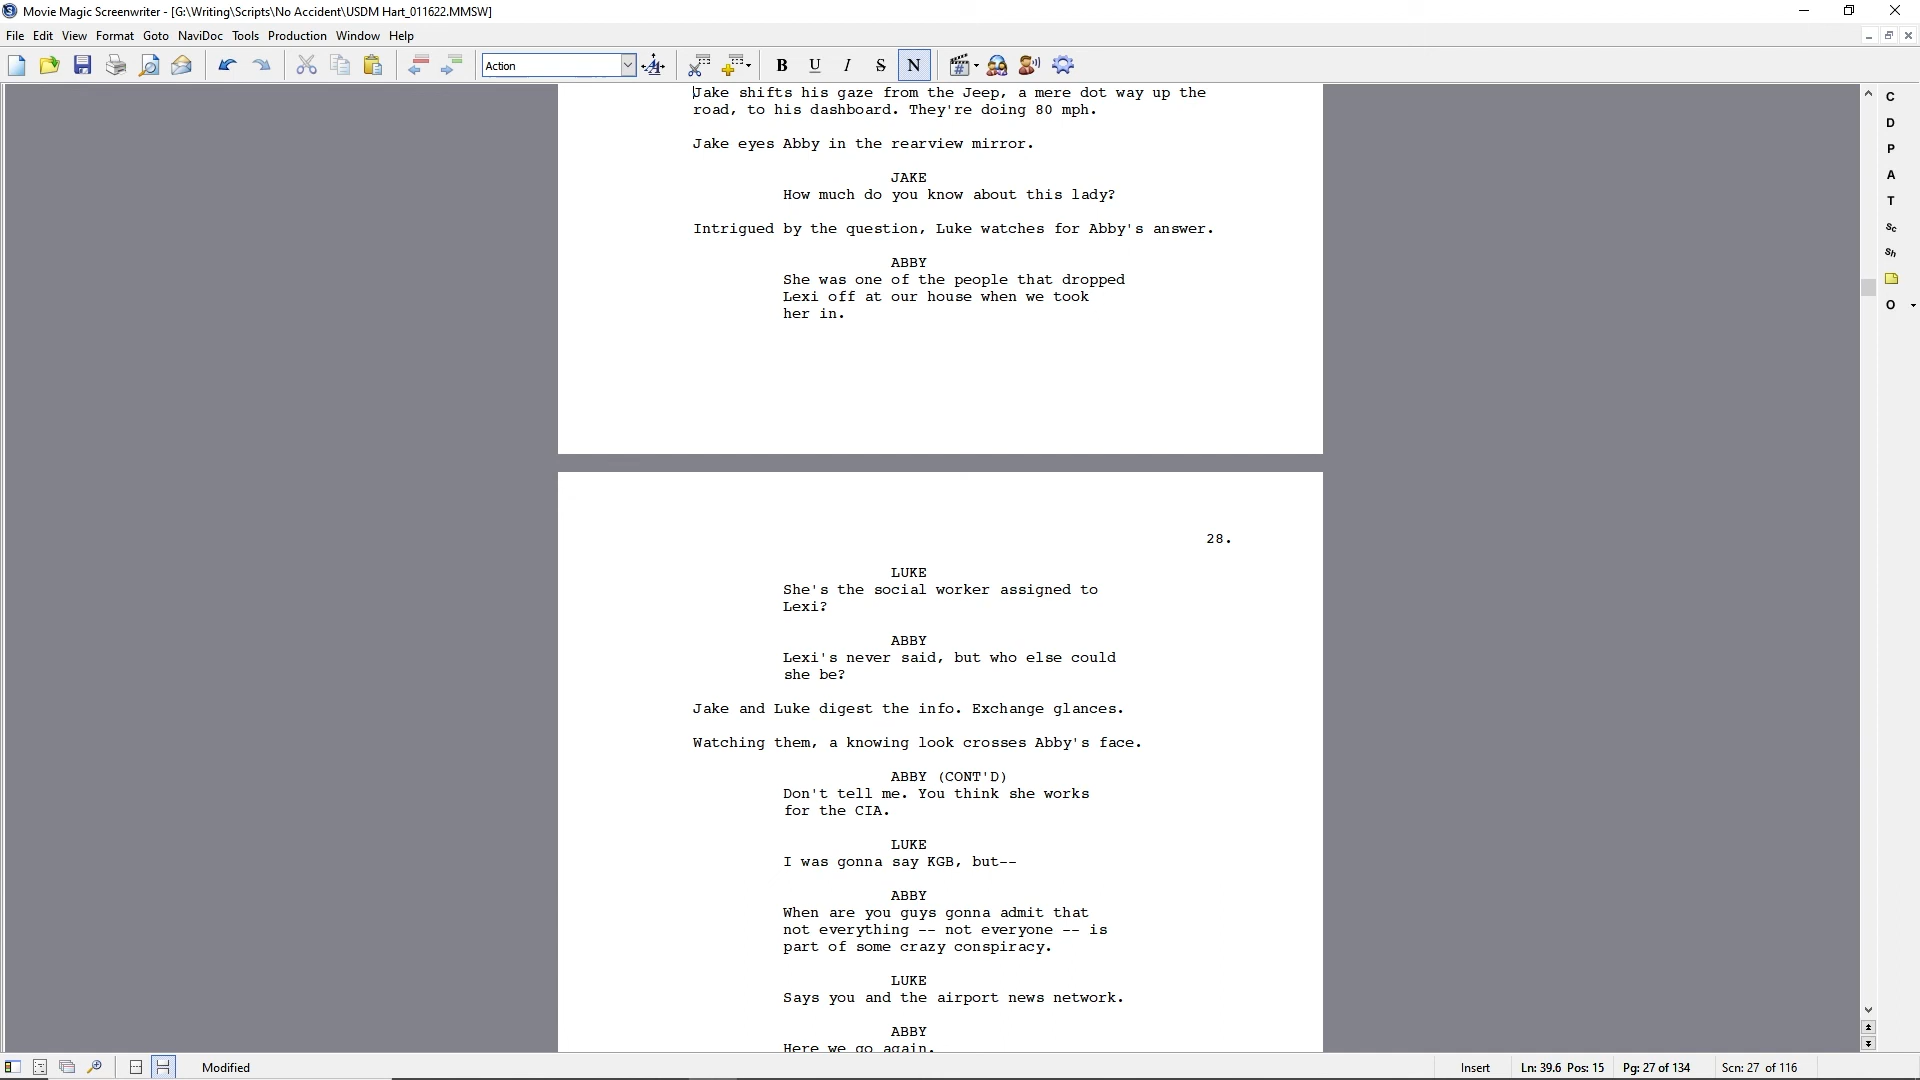 Movie Magic Screenwriter - [G:\Writing\Scripts\No Accident\USDM Hart_011622.MMSW]
File Edit View Format Goto NaviDoc Tools Production Window Help
Action
B U I S N
Jake shifts his gaze from the Jeep, a mere dot way up the
road, to his dashboard. They're doing 80 mph.
Jake eyes Abby in the rearview mirror.
JAKE
How much do you know about this lady?
Intrigued by the question, Luke watches for Abby's answer.
ABBY
She was one of the people that dropped
Lexi off at our house when we took
her in.
28.
LUKE
She's the social worker assigned to
Lexi?
ABBY
Lexi's never said, but who else could
she be?
Jake and Luke digest the info. Exchange glances.
Watching them, a knowing look crosses Abby's face.
ABBY (CONT'D)
Don't tell me. You think she works
for the CIA.
LUKE
I was gonna say KGB, but--
ABBY
When are you guys gonna admit that
not everything -- not everyone -- is
part of some crazy conspiracy.
LUKE
Says you and the airport news network.
ABBY
Here we go again.
C
D
P
A
T
Sc
Sh
O
Modified
Insert Ln: 39.6 Pos: 15 Pg: 27 of 134 Scn: 27 of 116